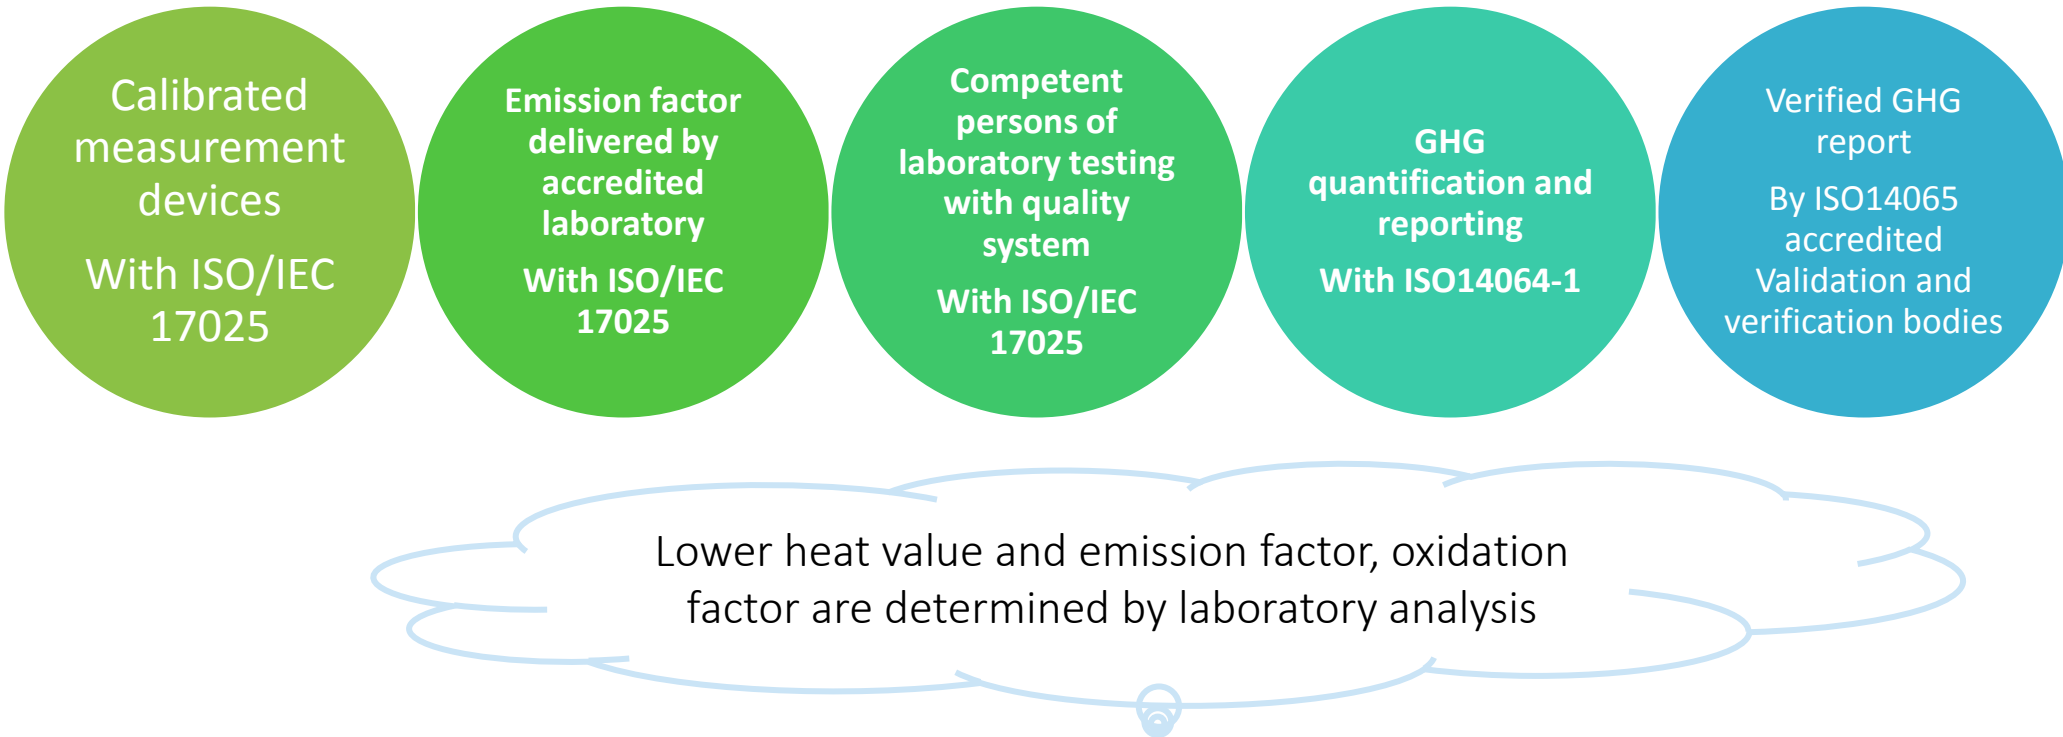 Calibrated
measurement
devices
With ISO/IEC
17025
Emission factor
delivered by
accredited
laboratory
With ISO/IEC
17025
Competent
persons of
laboratory testing
with quality
system
With ISO/IEC
17025
GHG
quantification and
reporting
With ISO14064-1
Verified GHG
report
By ISO14065
accredited
Validation and
verification bodies
Lower heat value and emission factor, oxidation
factor are determined by laboratory analysis